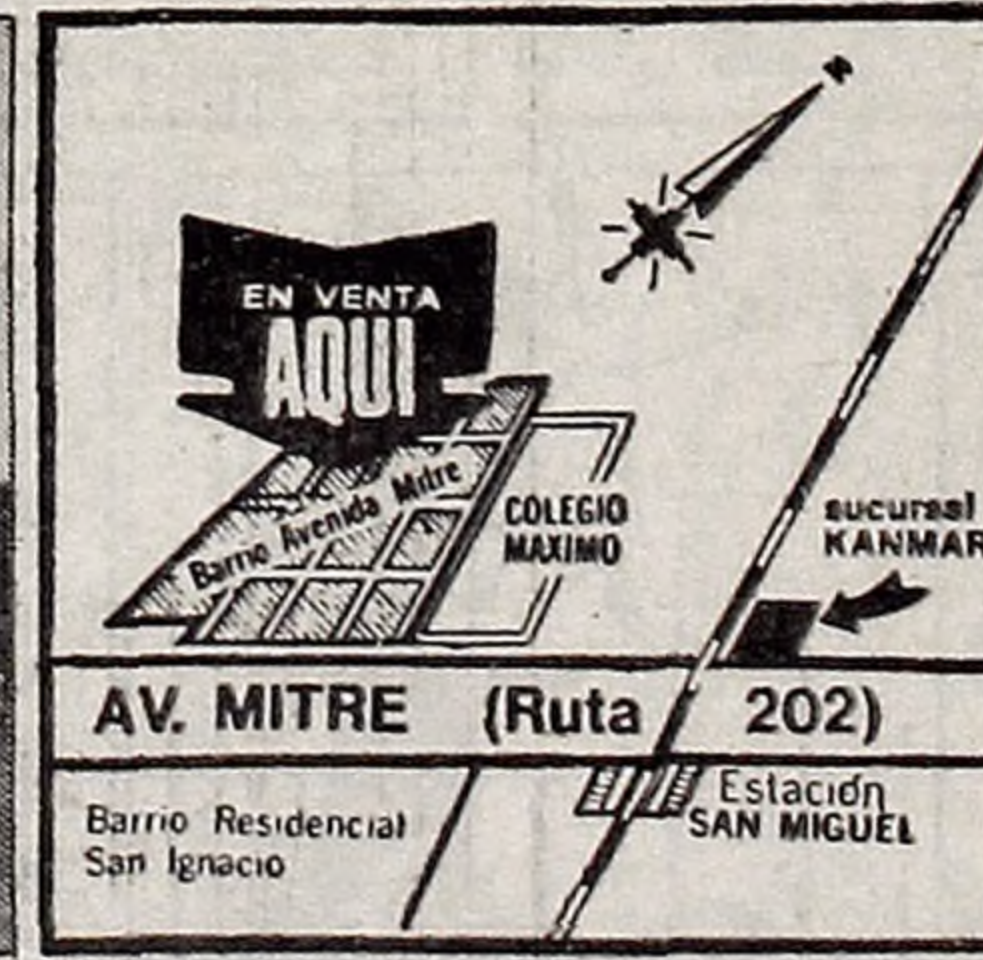 N
EN VENTA
AQUI
Barrio Avenida Mitre
COLEGIO
MAXIMO
sucursal
KANMAR
AV. MITRE (Ruta 202)
Estación
SAN MIGUEL
Barrio Residencial
San Ignacio